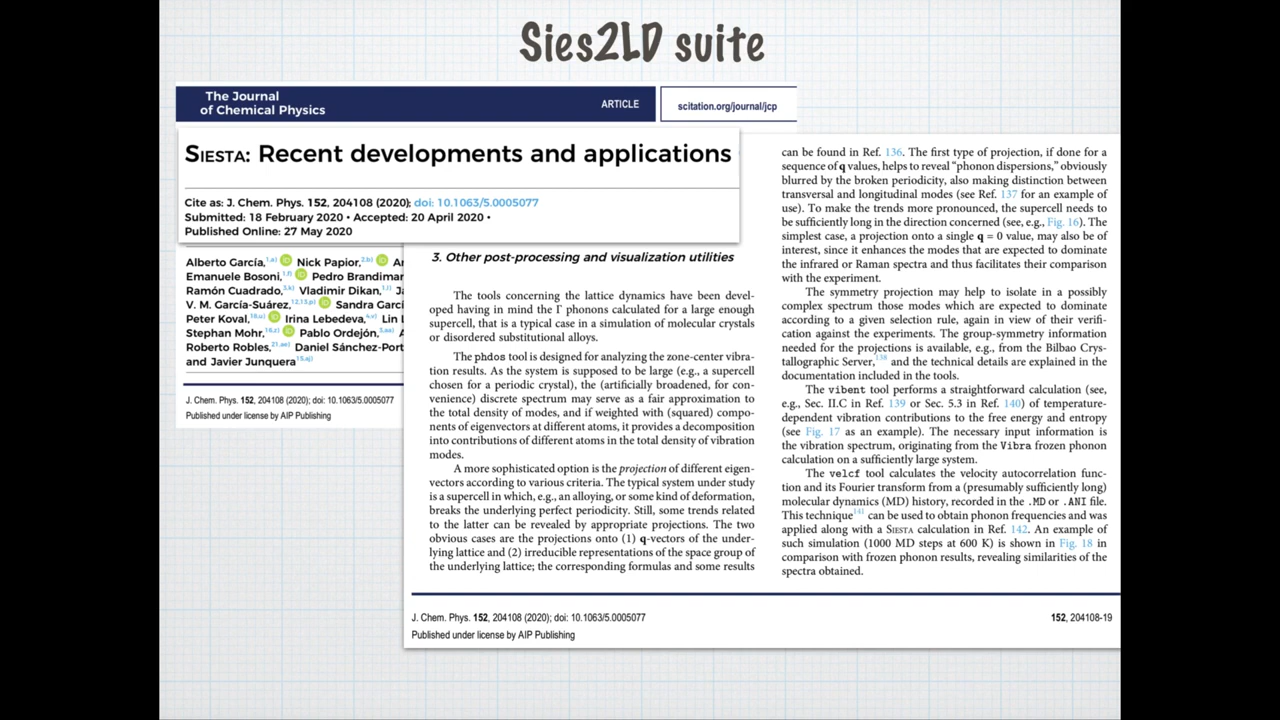 Sies2LD suite
The Journal
of Chemical Physics
ARTICLE
scitation.org/journal/jcp
SIESTA: Recent developments and applications
Cite as: J. Chem. Phys. 152, 204108 (2020); doi: 10.1063/5.0005077
Submitted: 18 February 2020 • Accepted: 20 April 2020 •
Published Online: 27 May 2020
Alberto García, Nick Papior,
Emanuele Bosoni, Pedro Brandimar
Ramón Cuadrado, Vladimir Dikan,
V. M. García-Suárez, Sandra Garcí
Peter Koval, Irina Lebedeva, Lin L
Stephan Mohr, Pablo Ordejón,
Roberto Robles, Daniel Sánchez-Port
and Javier Junquera
J. Chem. Phys. 152, 204108 (2020); doi: 10.1063/5.0005077
Published under license by AIP Publishing
3. Other post-processing and visualization utilities
The tools concerning the lattice dynamics have been devel-
oped having in mind the Γ phonons calculated for a large enough
supercell, that is a typical case in a simulation of molecular crystals
or disordered substitutional alloys.
The phdos tool is designed for analyzing the zone-center vibra-
tion results. As the system is supposed to be large (e.g., a supercell
chosen for a periodic crystal), the (artificially broadened, for con-
venience) discrete spectrum may serve as a fair approximation to
the total density of modes, and if weighted with (squared) compo-
nents of eigenvectors at different atoms, it provides a decomposition
into contributions of different atoms in the total density of vibration
modes.
A more sophisticated option is the projection of different eigen-
vectors according to various criteria. The typical system under study
is a supercell in which, e.g., an alloying, or some kind of deformation,
breaks the underlying perfect periodicity. Still, some trends related
to the latter can be revealed by appropriate projections. The two
obvious cases are the projections onto (1) q-vectors of the under-
lying lattice and (2) irreducible representations of the space group of
the underlying lattice; the corresponding formulas and some results
can be found in Ref. 136. The first type of projection, if done for a
sequence of q values, helps to reveal “phonon dispersions,” obviously
blurred by the broken periodicity, also making distinction between
transversal and longitudinal modes (see Ref. 137 for an example of
use). To make the trends more pronounced, the supercell needs to
be sufficiently long in the direction concerned (see, e.g., Fig. 16). The
simplest case, a projection onto a single q = 0 value, may also be of
interest, since it enhances the modes that are expected to dominate
the infrared or Raman spectra and thus facilitates their comparison
with the experiment.
The symmetry projection may help to isolate in a possibly
complex spectrum those modes which are expected to dominate
according to a given selection rule, again in view of their verifi-
cation against the experiments. The group-symmetry information
needed for the projections is available, e.g., from the Bilbao Crys-
tallographic Server,138 and the technical details are explained in the
documentation included in the tools.
The vibent tool performs a straightforward calculation (see,
e.g., Sec. II.C in Ref. 139 or Sec. 5.3 in Ref. 140) of temperature-
dependent vibration contributions to the free energy and entropy
(see Fig. 17 as an example). The necessary input information is
the vibration spectrum, originating from the Vibra frozen phonon
calculation on a sufficiently large system.
The velcf tool calculates the velocity autocorrelation func-
tion and its Fourier transform from a (presumably sufficiently long)
molecular dynamics (MD) history, recorded in the .MD or .ANI file.
This technique141 can be used to obtain phonon frequencies and was
applied along with a SIESTA calculation in Ref. 142. An example of
such simulation (1000 MD steps at 600 K) is shown in Fig. 18 in
comparison with frozen phonon results, revealing similarities of the
spectra obtained.
J. Chem. Phys. 152, 204108 (2020); doi: 10.1063/5.0005077
152, 204108-19
Published under license by AIP Publishing